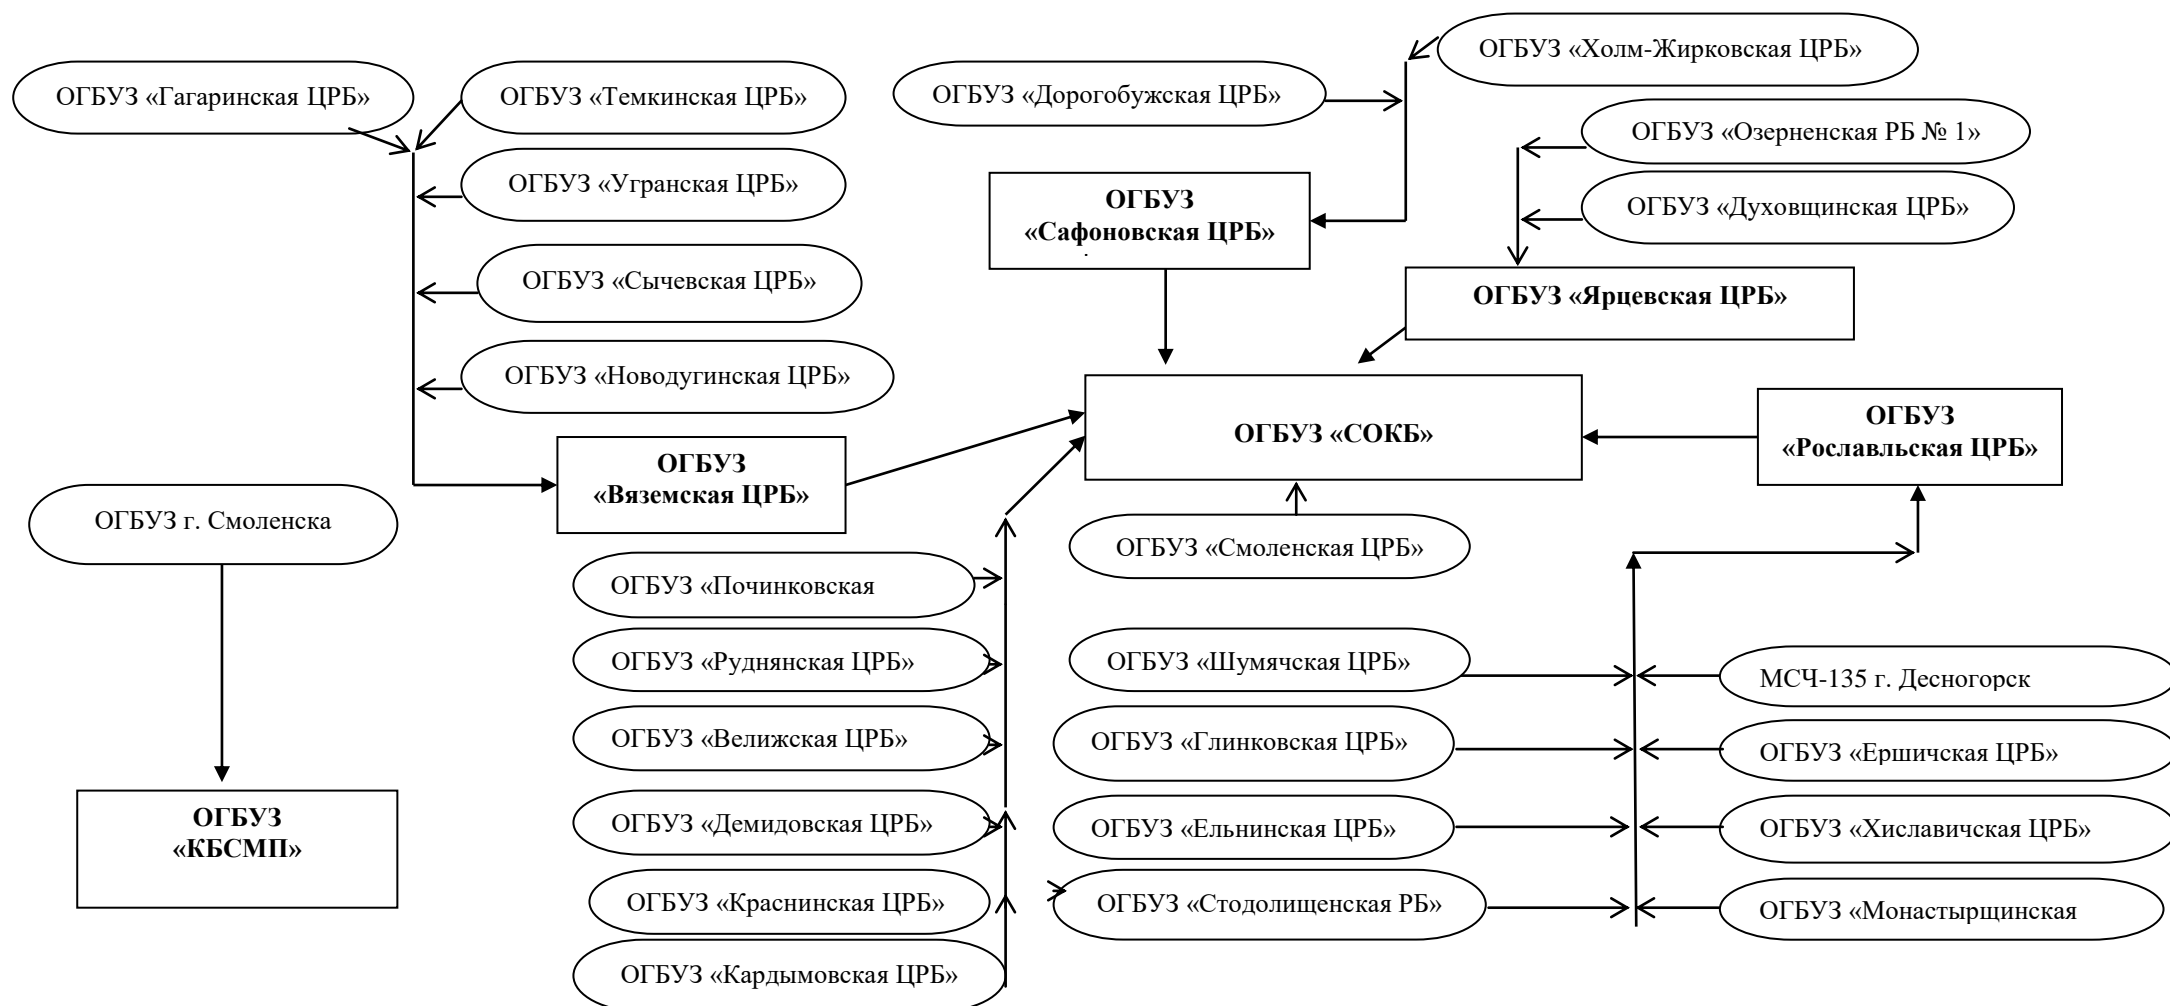 ОГБУЗ «Холм-Жирковская ЦРБ»
ОГБУЗ «Гагаринская ЦРБ»
ОГБУЗ «Темкинская ЦРБ»
ОГБУЗ «Дорогобужская ЦРБ»
ОГБУЗ «Озерненская РБ № 1»
ОГБУЗ «Угранская ЦРБ»
ОГБУЗ
«Сафоновская ЦРБ»
ОГБУЗ «Духовщинская ЦРБ»
ОГБУЗ «Сычевская ЦРБ»
ОГБУЗ «Ярцевская ЦРБ»
ОГБУЗ «Новодугинская ЦРБ»
ОГБУЗ «СОКБ»
ОГБУЗ
«Рославльская ЦРБ»
ОГБУЗ
«Вяземская ЦРБ»
ОГБУЗ г. Смоленска
ОГБУЗ «Смоленская ЦРБ»
ОГБУЗ «Починковская
ОГБУЗ «Руднянская ЦРБ»
ОГБУЗ «Шумячская ЦРБ»
МСЧ-135 г. Десногорск
ОГБУЗ «Велижская ЦРБ»
ОГБУЗ «Глинковская ЦРБ»
ОГБУЗ «Ершичская ЦРБ»
ОГБУЗ
«КБСМП»
ОГБУЗ «Демидовская ЦРБ»
ОГБУЗ «Ельнинская ЦРБ»
ОГБУЗ «Хиславичская ЦРБ»
ОГБУЗ «Краснинская ЦРБ»
ОГБУЗ «Стодолищенская РБ»
ОГБУЗ «Монастырщинская
ОГБУЗ «Кардымовская ЦРБ»